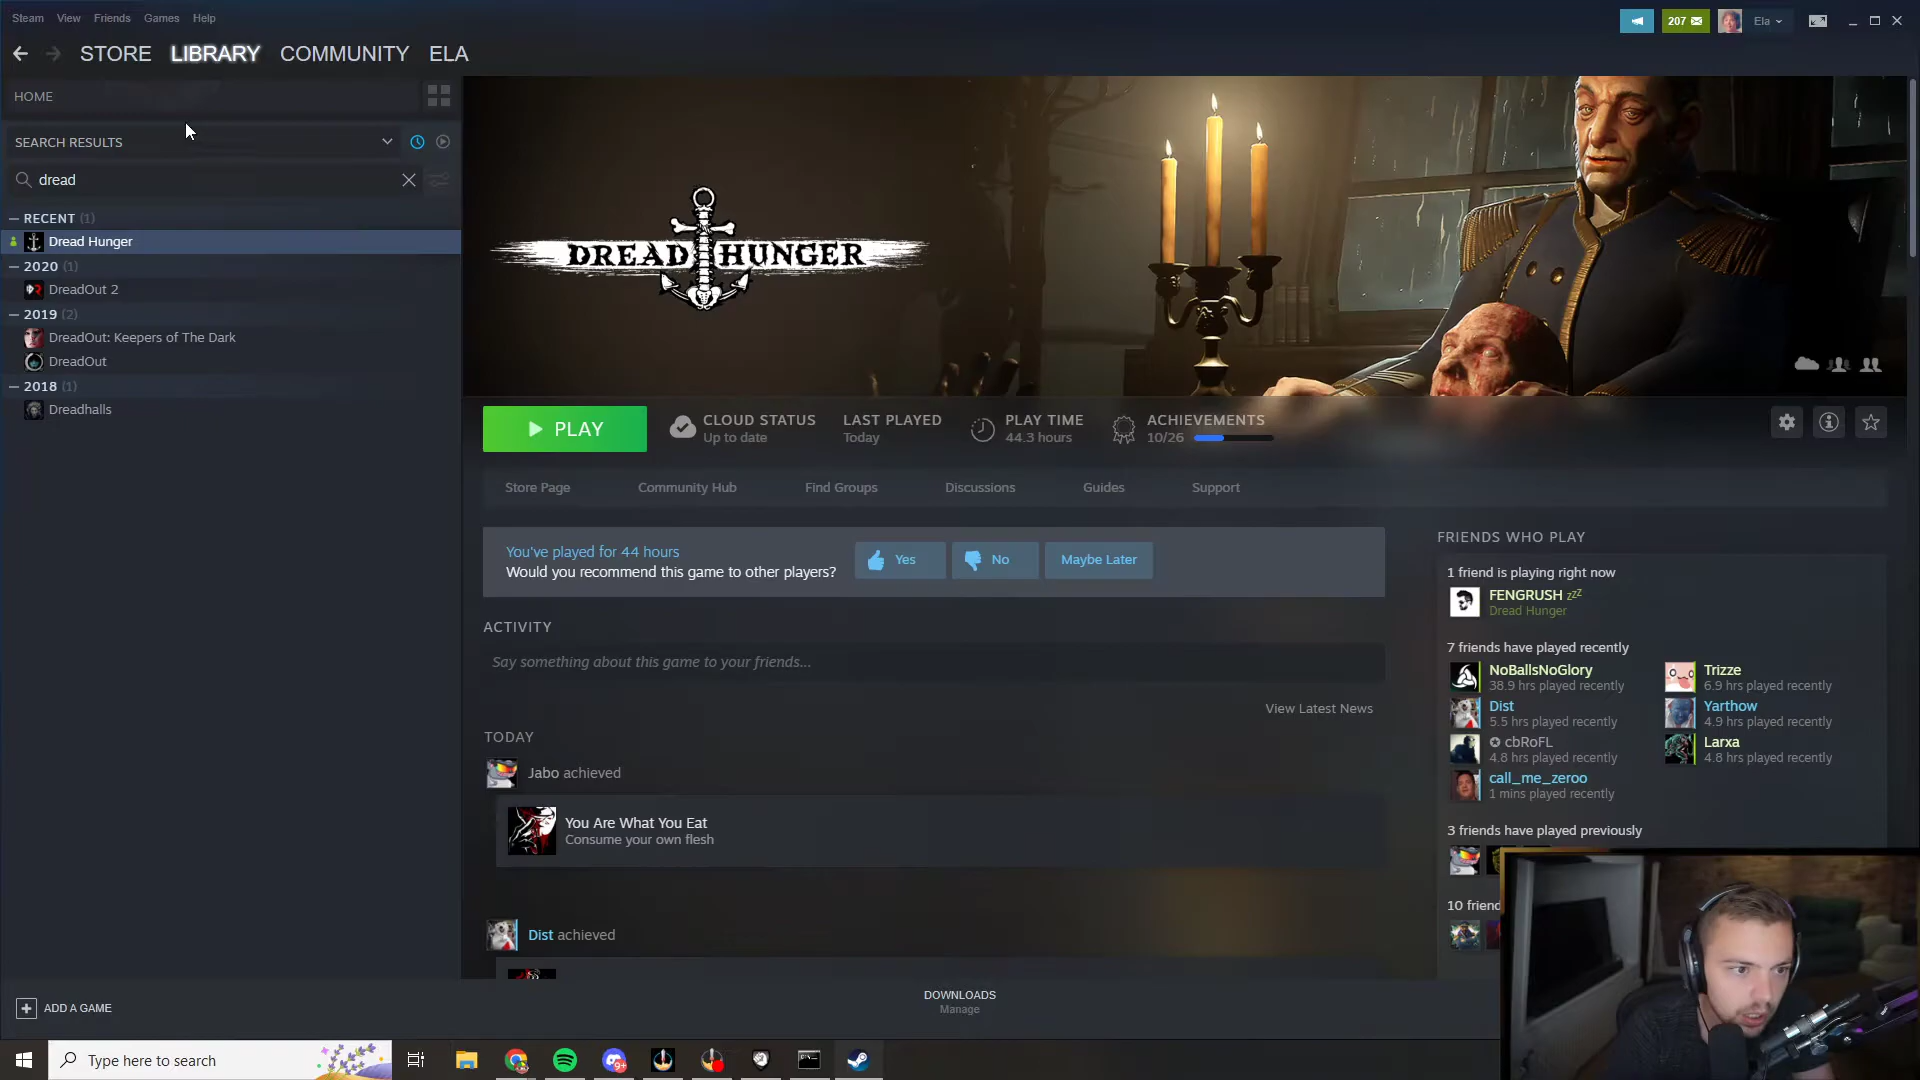 Steam View Friends Games Help
207
Ela
STORE LIBRARY COMMUNITY ELA
HOME
SEARCH RESULTS
dread
RECENT (1)
Dread Hunger
2020 (1)
DreadOut 2
2019 (2)
DreadOut: Keepers of The Dark
DreadOut
2018 (1)
Dreadhalls
DREAD HUNGER
PLAY
CLOUD STATUS
Up to date
LAST PLAYED
Today
PLAY TIME
44.3 hours
ACHIEVEMENTS
10/26
Store Page Community Hub Find Groups Discussions Guides Support
You've played for 44 hours
Would you recommend this game to other players?
Yes No Maybe Later
ACTIVITY
Say something about this game to your friends...
View Latest News
TODAY
Jabo achieved
You Are What You Eat
Consume your own flesh
Dist achieved
FRIENDS WHO PLAY
1 friend is playing right now
FENGRUSH zzz
Dread Hunger
7 friends have played recently
NoBallsNoGlory
38.9 hrs played recently
Trizze
6.9 hrs played recently
Dist
5.5 hrs played recently
Yarthow
4.9 hrs played recently
cbRoFL
4.8 hrs played recently
Larxa
4.8 hrs played recently
call_me_zeroo
1 mins played recently
3 friends have played previously
10 friend
ADD A GAME
DOWNLOADS
Manage
Type here to search
9+